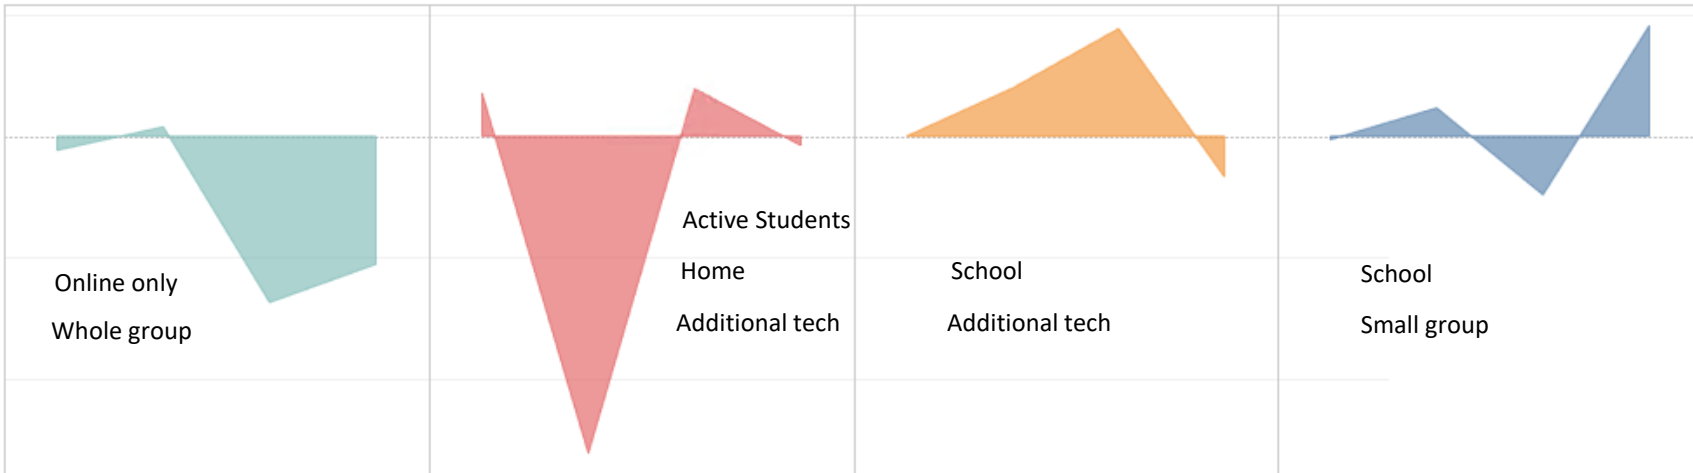 Online only
Whole group
Active Students
Home
Additional tech
School
Additional tech
School
Small group